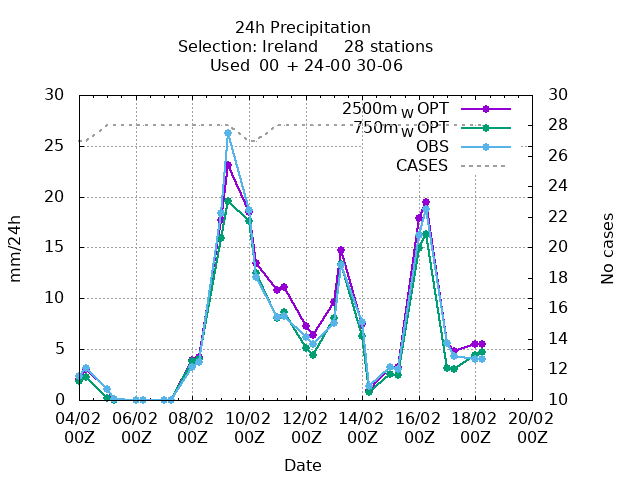 24h Precipitation
Selection: Ireland 28 stations
Used 00 + 24-00 30-06
30 30
25 28
20 26
15 24
10 22
5 20
0 18
16
14
12
10
2500m W OPT
750m W OPT
OBS
CASES
mm/24h
No cases
04/02 06/02 08/02 10/02 12/02 14/02 16/02 18/02 20/02
00Z 00Z 00Z 00Z 00Z 00Z 00Z 00Z 00Z
Date